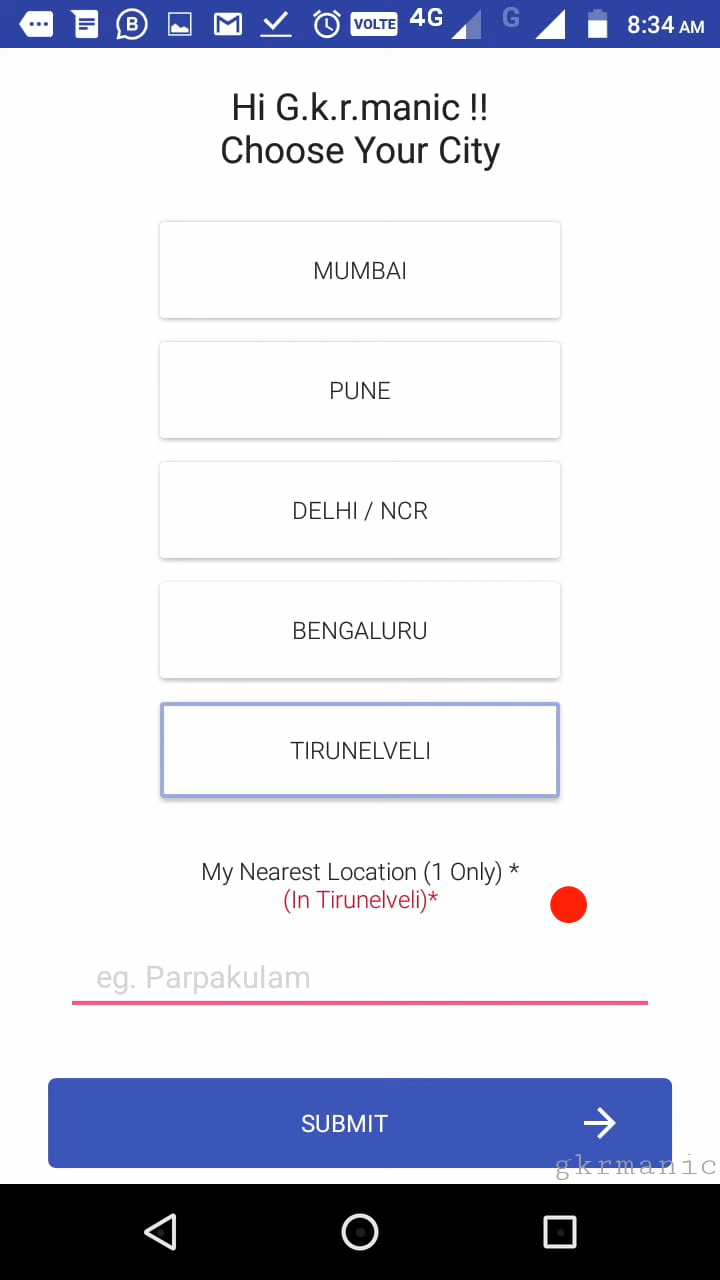 VOLTE 4G G 8:34 AM
Hi G.k.r.manic !!
Choose Your City
MUMBAI
PUNE
DELHI / NCR
BENGALURU
TIRUNELVELI
My Nearest Location (1 Only) *
(In Tirunelveli)*
eg. Parpakulam
SUBMIT
gkrmanic